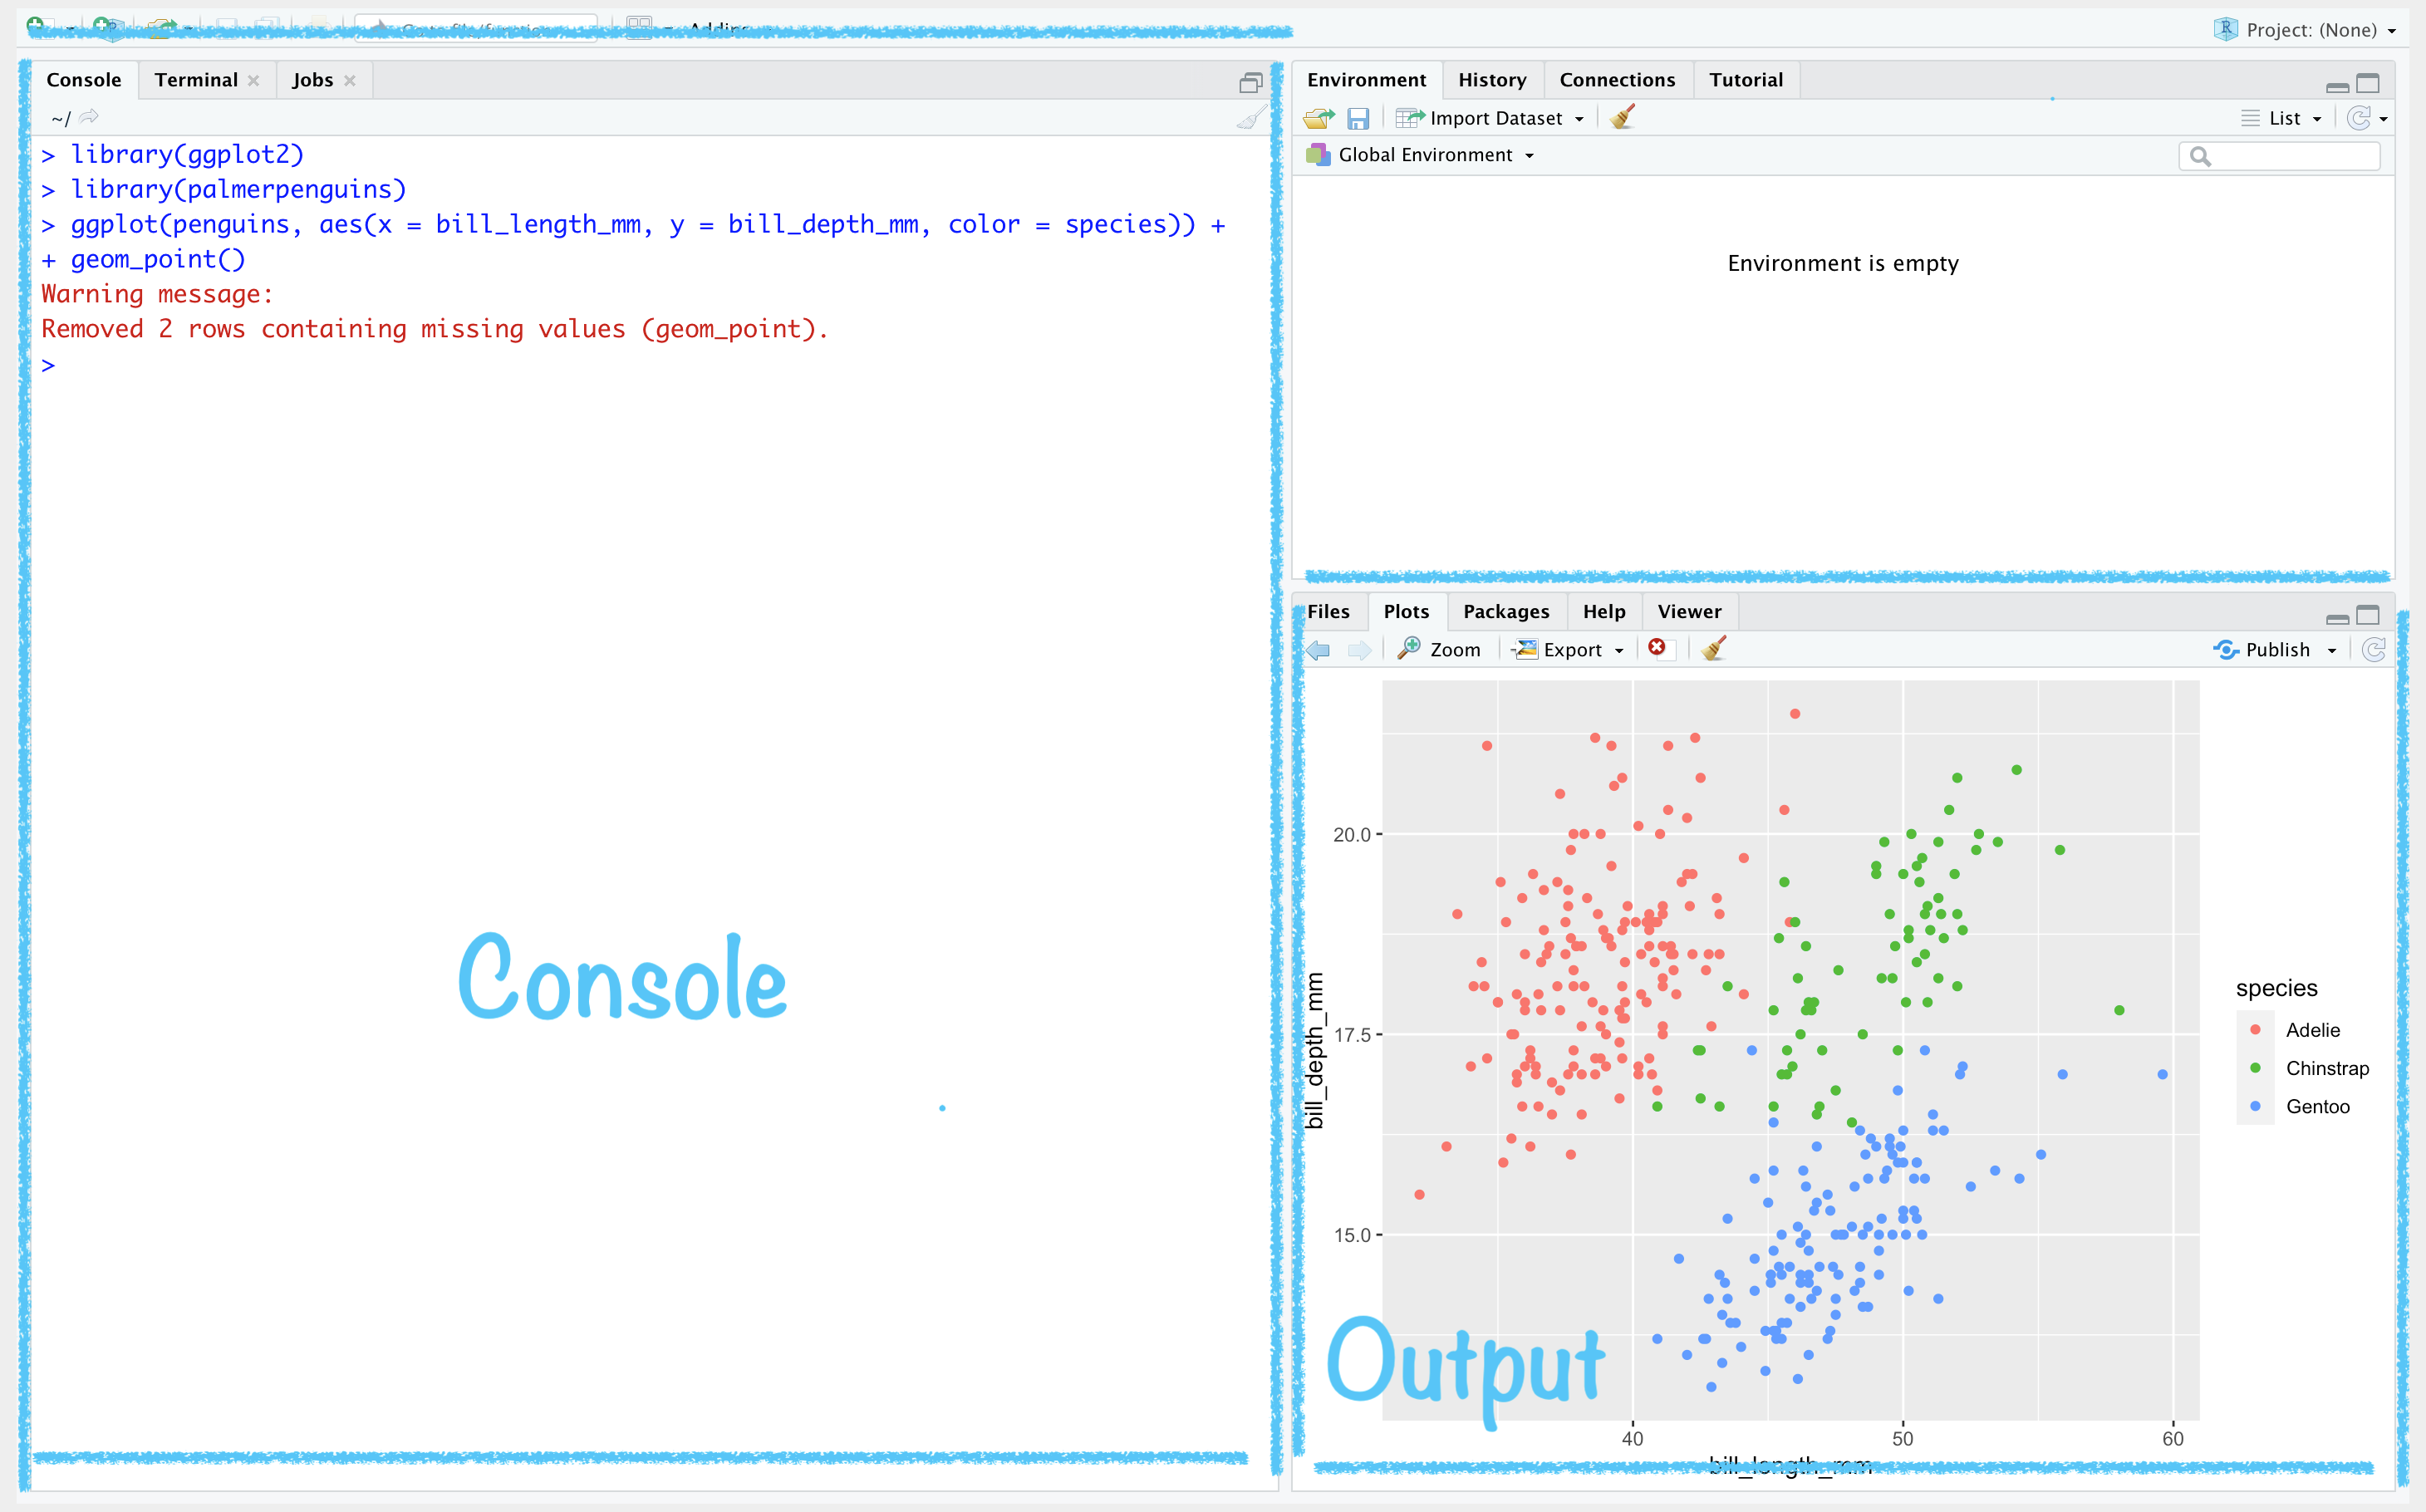 Project: (None)
Console Terminal Jobs
~/
> library(ggplot2)
> library(palmerpenguins)
> ggplot(penguins, aes(x = bill_length_mm, y = bill_depth_mm, color = species)) +
+ geom_point()
Warning message:
Removed 2 rows containing missing values (geom_point).
>
Console
Environment History Connections Tutorial
Import Dataset List
Global Environment
Environment is empty
Files Plots Packages Help Viewer
Zoom Export Publish
20.0
17.5
15.0
bill_depth_mm
40 50 60
bill_length_mm
species
Adelie
Chinstrap
Gentoo
Output